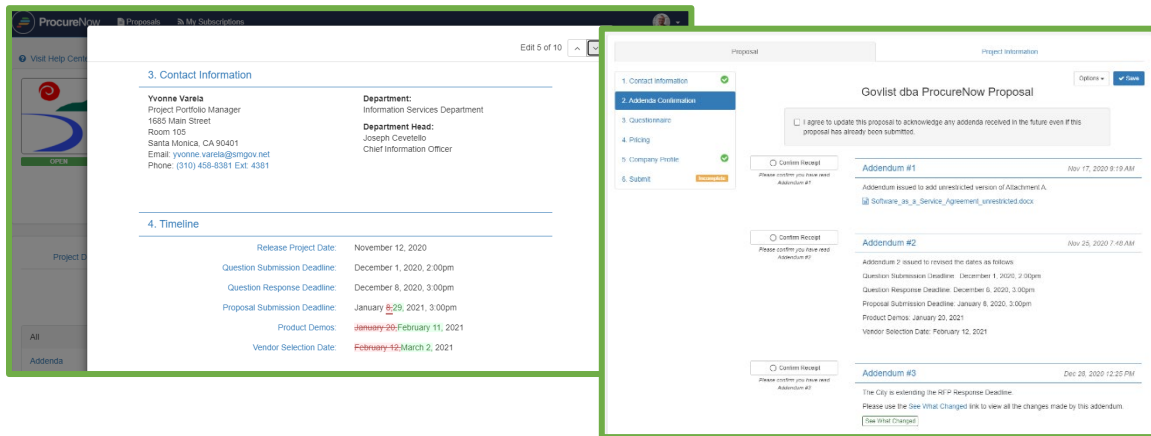 ProcureNow
Proposals
My Subscriptions
Visit Help Cente
OPEN
Project D
All
Addenda
Edit 5 of 10
3. Contact Information
Yvonne Varela
Project Portfolio Manager
1685 Main Street
Room 105
Santa Monica, CA 90401
Email: yvonne.varela@smgov.net
Phone: (310) 458-8381 Ext: 4381
Department:
Information Services Department
Department Head:
Joseph Cevetello
Chief Information Officer
4. Timeline
Release Project Date: November 12, 2020
Question Submission Deadline: December 1, 2020, 2:00pm
Question Response Deadline: December 8, 2020, 3:00pm
Proposal Submission Deadline: January 8,29, 2021, 3:00pm
Product Demos: January 20,February 11, 2021
Vendor Selection Date: February 12,March 2, 2021
Proposal
Project Information
1. Contact Information
2. Addenda Confirmation
3. Questionnaire
4. Pricing
5. Company Profile
6. Submit
Incomplete
Options
Save
Govlist dba ProcureNow Proposal
I agree to update this proposal to acknowledge any addenda received in the future even if this
proposal has already been submitted.
Confirm Receipt
Please confirm you have read
Addendum #1
Addendum #1
Nov 17, 2020 9:19 AM
Addendum issued to add unrestricted version of Attachment A.
Software_as_a_Service_Agreement_unrestricted.docx
Confirm Receipt
Please confirm you have read
Addendum #2
Addendum #2
Nov 25, 2020 7:48 AM
Addendum 2 issued to revised the dates as follows:
Question Submission Deadline: December 1, 2020, 2:00pm
Question Response Deadline: December 8, 2020, 3:00pm
Proposal Submission Deadline: January 8, 2020, 3:00pm
Product Demos: January 20, 2021
Vendor Selection Date: February 12, 2021
Confirm Receipt
Please confirm you have read
Addendum #3
Addendum #3
Dec 28, 2020 12:25 PM
The City is extending the RFP Response Deadline.
Please use the See What Changed link to view all the changes made by this addendum.
See What Changed